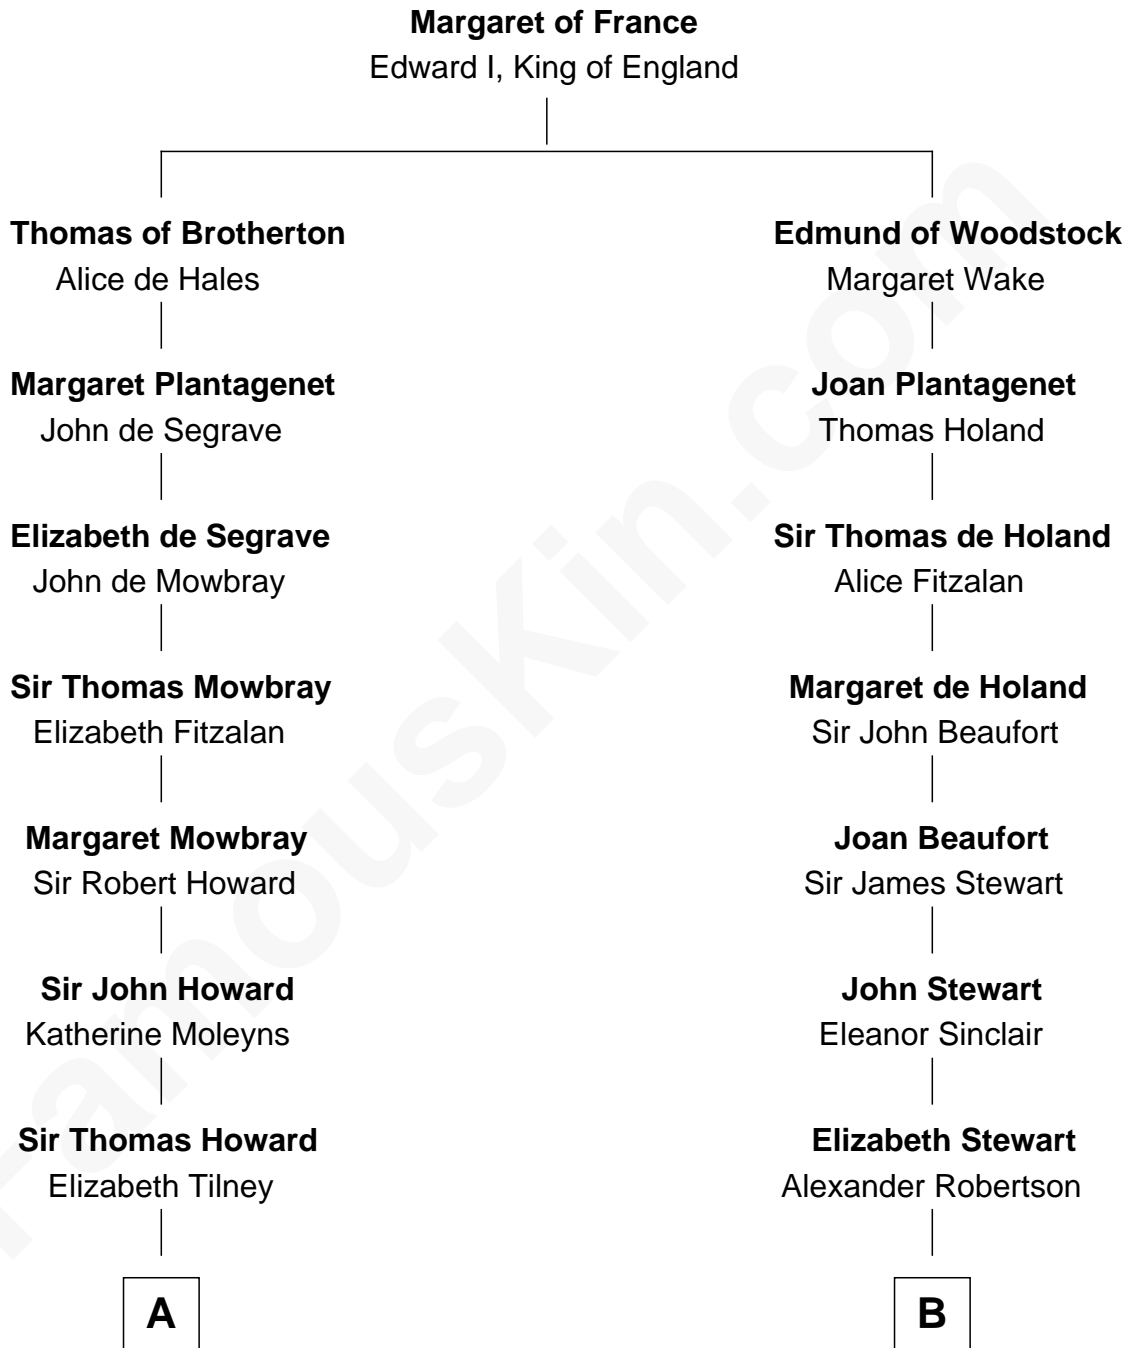 Margaret of France
Edward I, King of England
Thomas of Brotherton
Alice de Hales
Edmund of Woodstock
Margaret Wake
Margaret Plantagenet
John de Segrave
Joan Plantagenet
Thomas Holand
Elizabeth de Segrave
John de Mowbray
Sir Thomas de Holand
Alice Fitzalan
Sir Thomas Mowbray
Elizabeth Fitzalan
Margaret de Holand
Sir John Beaufort
Margaret Mowbray
Sir Robert Howard
Joan Beaufort
Sir James Stewart
Sir John Howard
Katherine Moleyns
John Stewart
Eleanor Sinclair
Sir Thomas Howard
Elizabeth Tilney
Elizabeth Stewart
Alexander Robertson
A
B
FamousKin.com